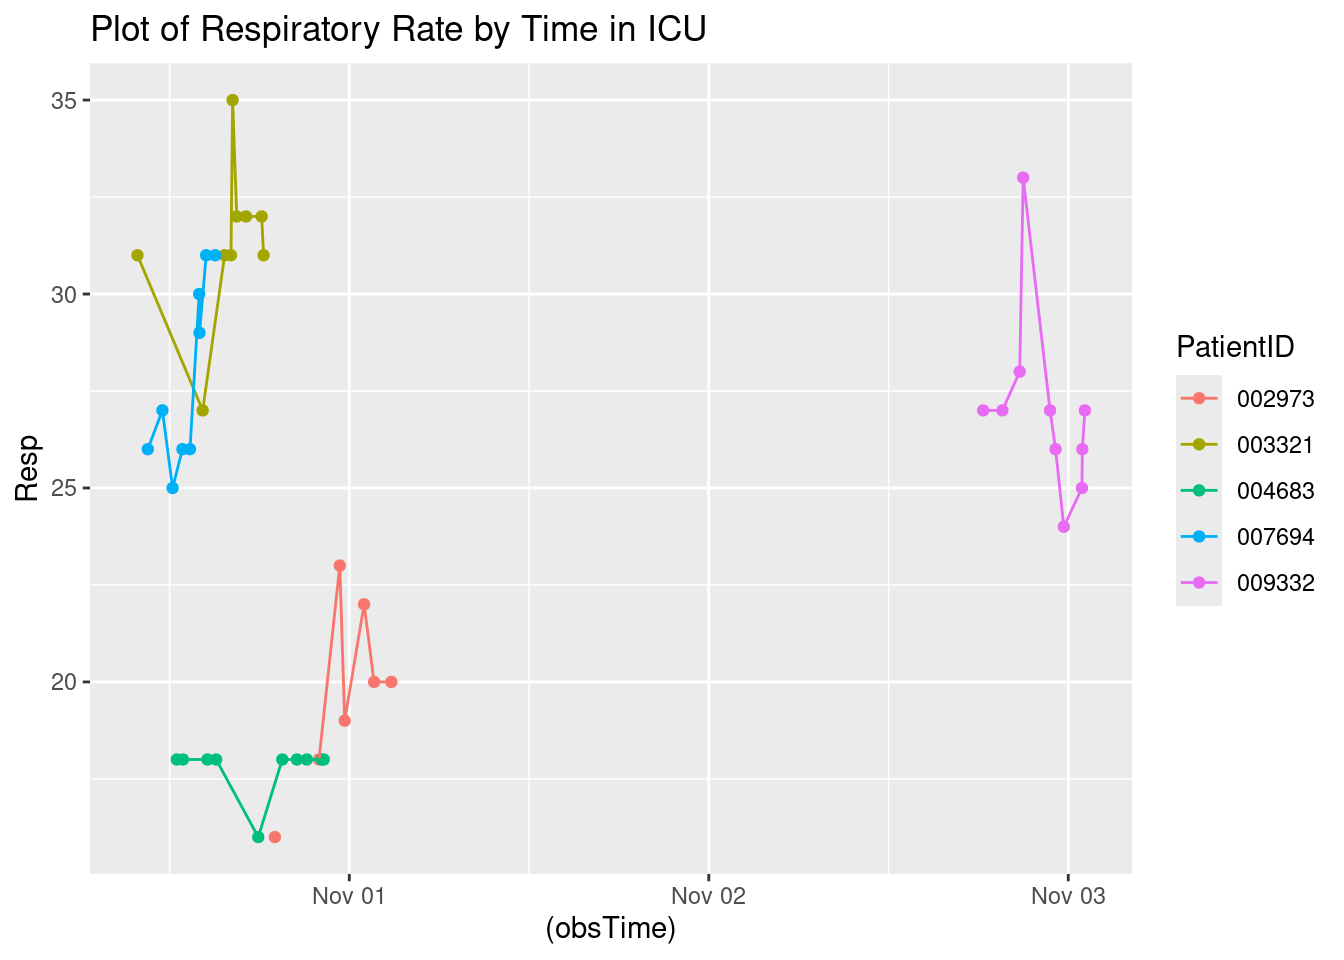 Plot of Respiratory Rate by Time in ICU
35
30
25
20
Resp
Nov 01
Nov 02
Nov 03
(obsTime)
PatientID
002973
003321
004683
007694
009332